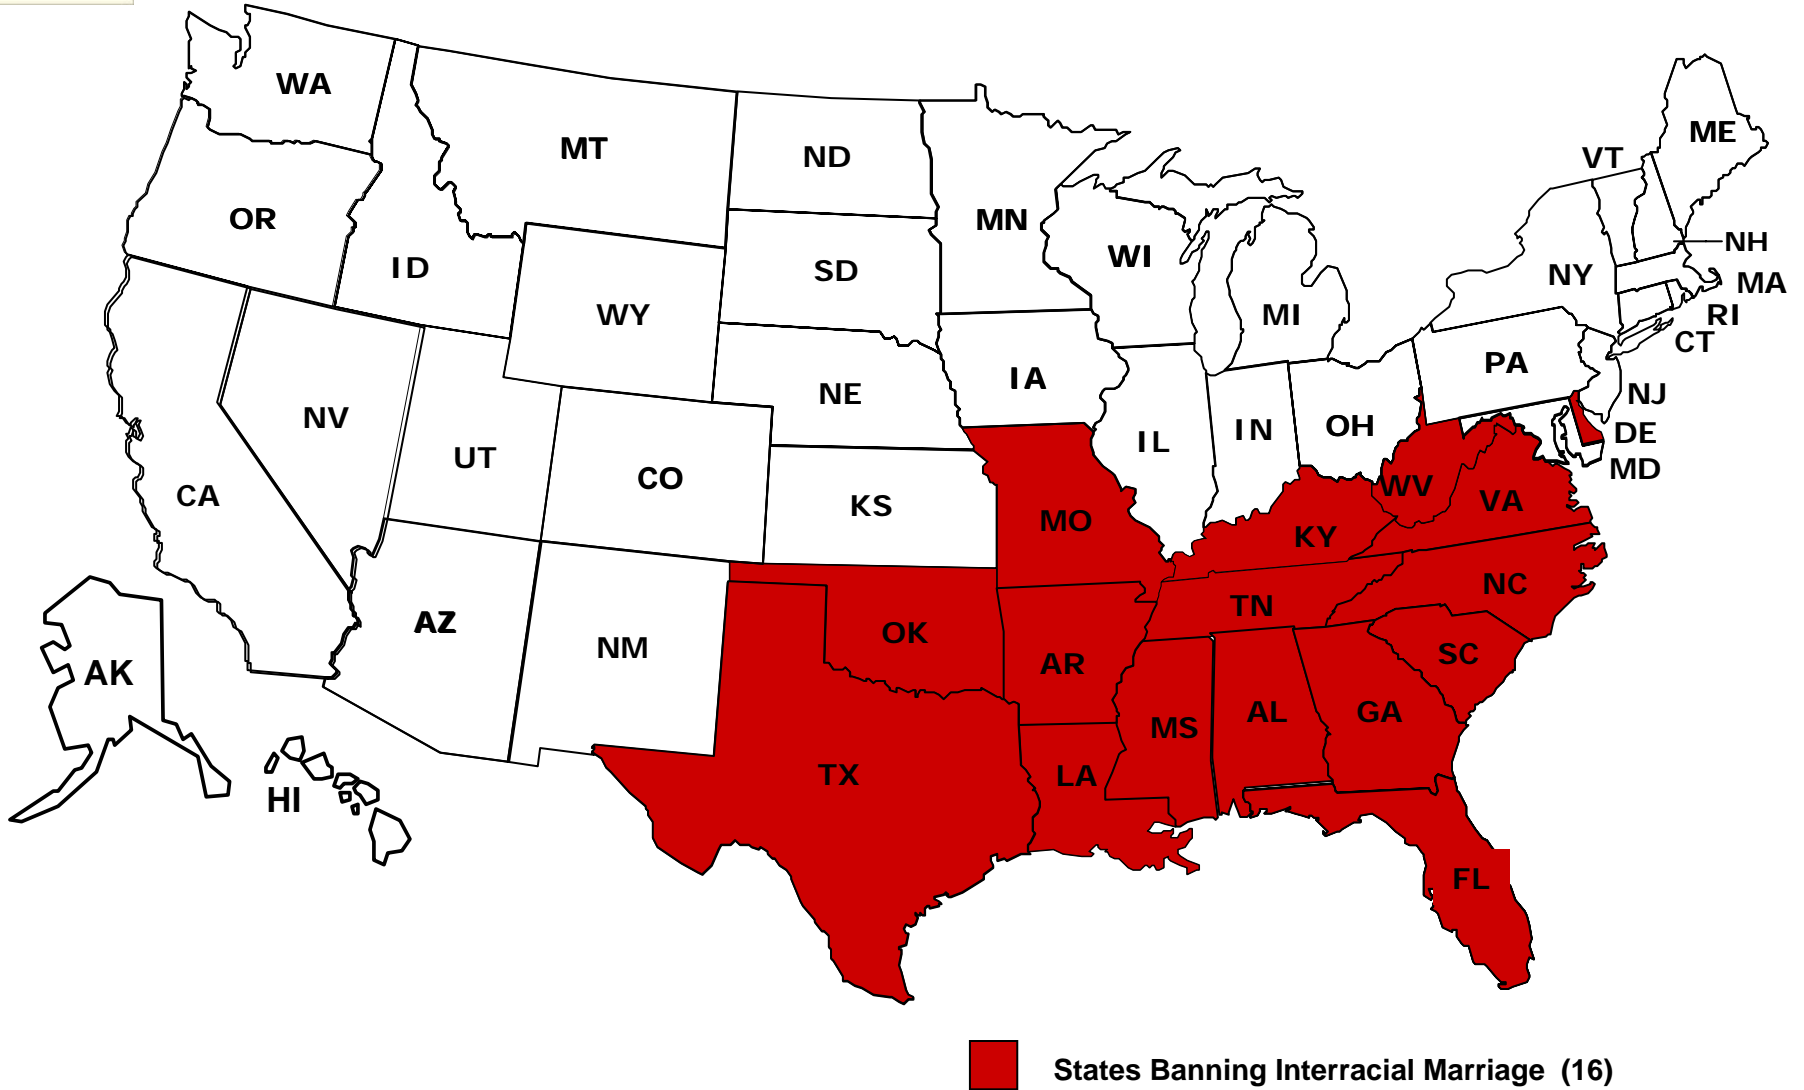 WA
MT
ND
MN
ME
VT
OR
ID
SD
WI
NH
NY
MA
WY
MI
RI
CT
IA
PA
NE
NJ
NV
UT
CO
IL
IN
OH
DE
MD
CA
KS
MO
WV
VA
KY
NC
TN
AZ
NM
OK
AR
SC
AK
MS
AL
GA
TX
LA
HI
FL
States Banning Interracial Marriage (16)